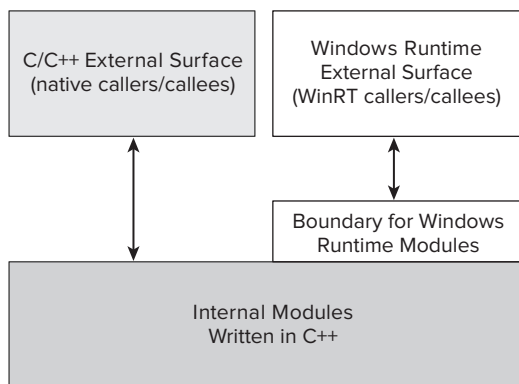 C/C++ External Surface
(native callers/callees)
Windows Runtime
External Surface
(WinRT callers/callees)
Boundary for Windows
Runtime Modules
Internal Modules
Written in C++